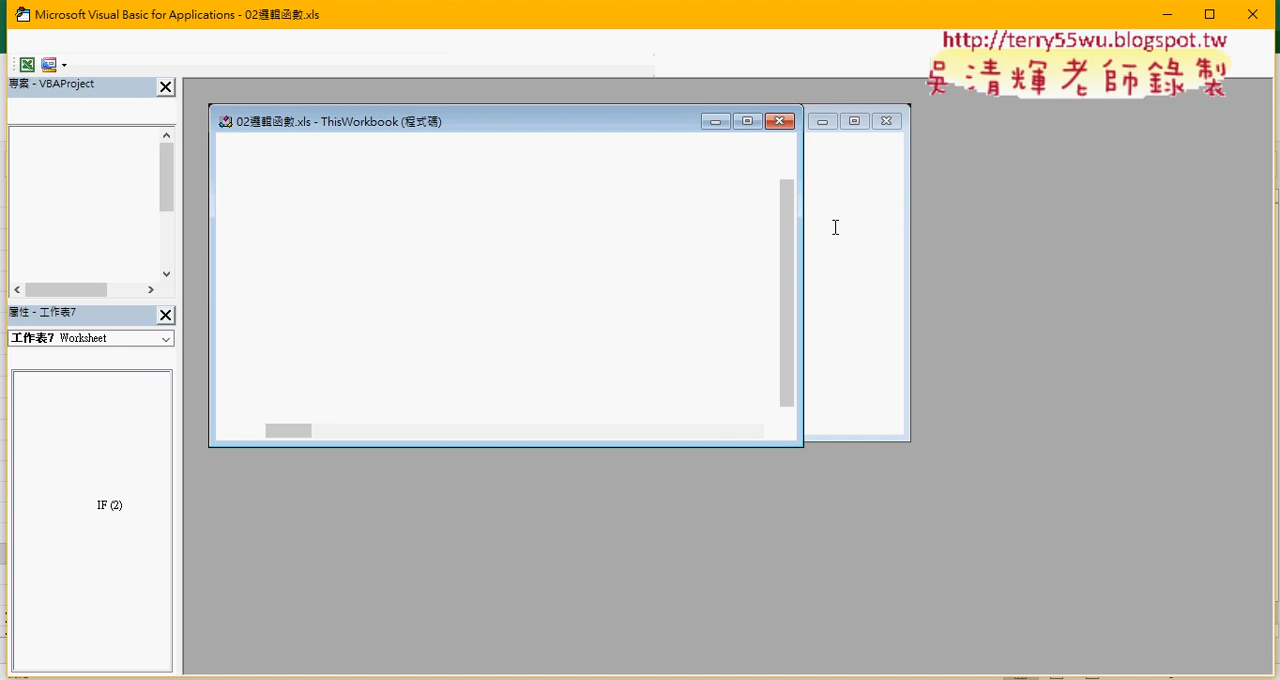 Microsoft Visual Basic for Applications - 02邏輯函數.xls
http://terry55wu.blogspot.tw
吳清輝老師錄製
專案 - VBAProject
02邏輯函數.xls - ThisWorkbook (程式碼)
屬性 - 工作表7
工作表7 Worksheet
IF (2)